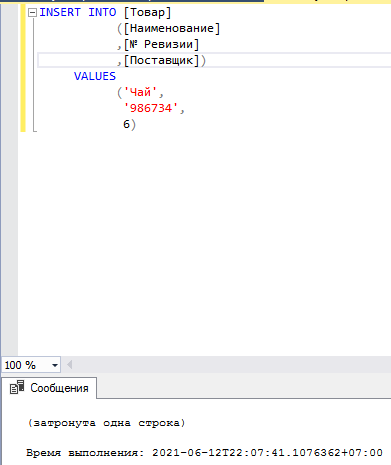 INSERT INTO [Товар]
([Наименование]
,[№ Ревизии]
,[Поставщик])
VALUES
('Чай',
'986734',
6)
100 %
Сообщения
(затронута одна строка)
Время выполнения: 2021-06-12T22:07:41.1076362+07:00